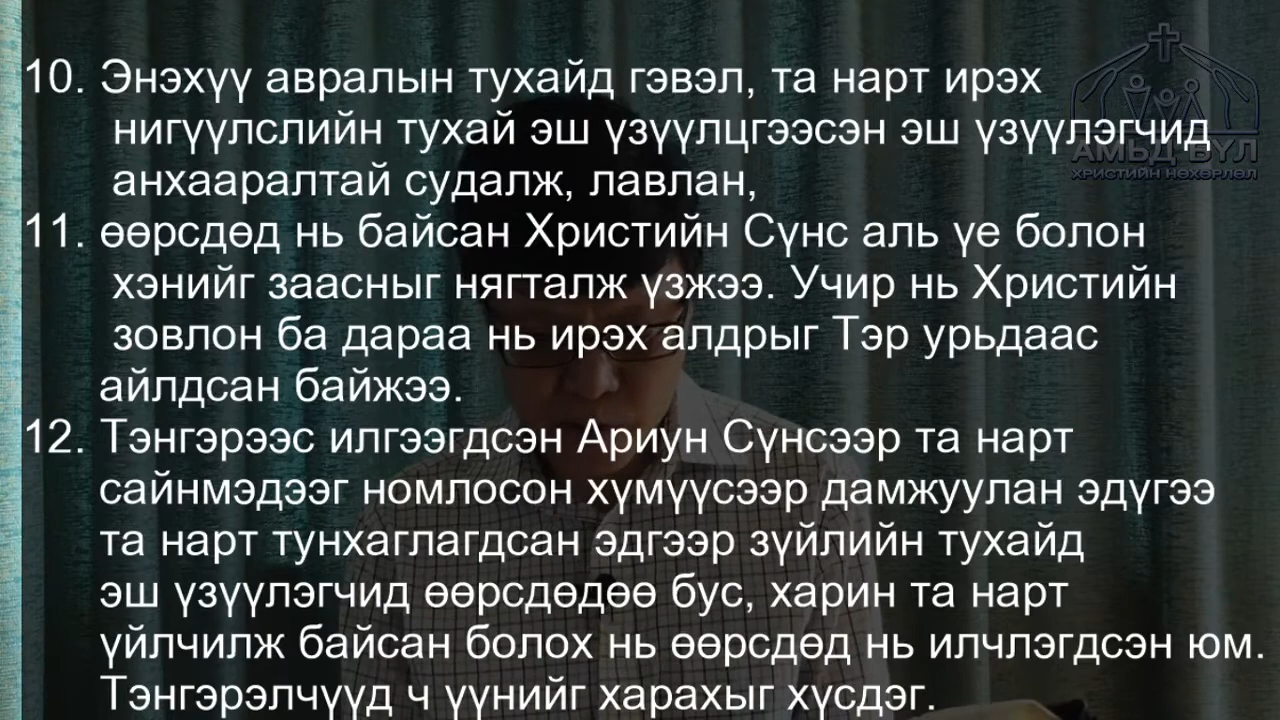 10. Энэхүү авралын тухайд гэвэл, та нарт ирэх
нигүүлслийн тухай эш үзүүлцгээсэн эш үзүүлэгчид
анхааралтай судалж, лавлан,
11. өөрсдөд нь байсан Христийн Сүнс аль үе болон
хэнийг заасныг нягталж үзжээ. Учир нь Христийн
зовлон ба дараа нь ирэх алдрыг Тэр урьдаас
айлдсан байжээ.
12. Тэнгэрээс илгээгдсэн Ариун Сүнсээр та нарт
сайнмэдээг номлосон хүмүүсээр дамжуулан эдүгээ
та нарт тунхаглагдсан эдгээр зүйлийн тухайд
эш үзүүлэгчид өөрсдөдөө бус, харин та нарт
үйлчилж байсан болох нь өөрсдөд нь илчлэгдсэн юм.
Тэнгэрэлчүүд ч үүнийг харахыг хүсдэг.
АМЬД БҮЛ
ХРИСТИЙН НӨХӨРЛӨЛ